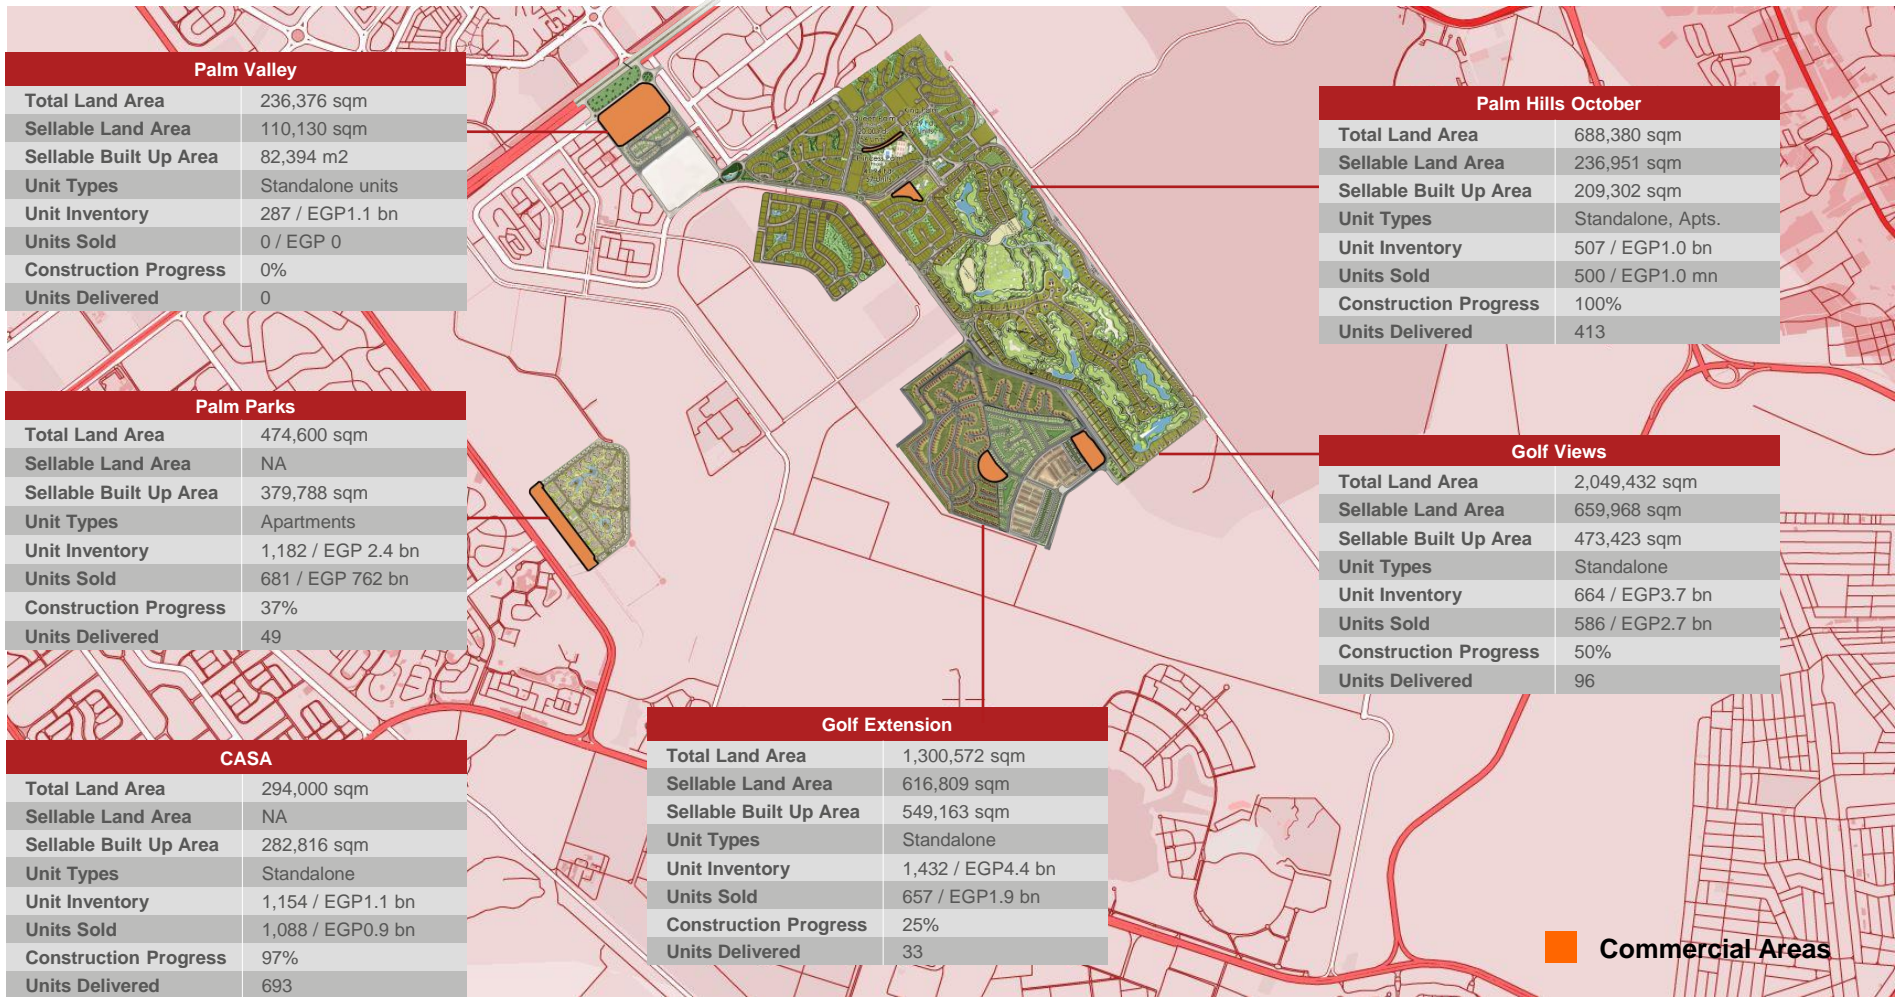 Palm Valley
Total Land Area 236,376 sqm
Sellable Land Area 110,130 sqm
Sellable Built Up Area 82,394 m2
Unit Types Standalone units
Unit Inventory 287 / EGP1.1 bn
Units Sold 0 / EGP 0
Construction Progress 0%
Units Delivered 0
Palm Hills October
Total Land Area 688,380 sqm
Sellable Land Area 236,951 sqm
Sellable Built Up Area 209,302 sqm
Unit Types Standalone, Apts.
Unit Inventory 507 / EGP1.0 bn
Units Sold 500 / EGP1.0 mn
Construction Progress 100%
Units Delivered 413
Palm Parks
Total Land Area 474,600 sqm
Sellable Land Area NA
Sellable Built Up Area 379,788 sqm
Unit Types Apartments
Unit Inventory 1,182 / EGP 2.4 bn
Units Sold 681 / EGP 762 bn
Construction Progress 37%
Units Delivered 49
Golf Views
Total Land Area 2,049,432 sqm
Sellable Land Area 659,968 sqm
Sellable Built Up Area 473,423 sqm
Unit Types Standalone
Unit Inventory 664 / EGP3.7 bn
Units Sold 586 / EGP2.7 bn
Construction Progress 50%
Units Delivered 96
CASA
Total Land Area 294,000 sqm
Sellable Land Area NA
Sellable Built Up Area 282,816 sqm
Unit Types Standalone
Unit Inventory 1,154 / EGP1.1 bn
Units Sold 1,088 / EGP0.9 bn
Construction Progress 97%
Units Delivered 693
Golf Extension
Total Land Area 1,300,572 sqm
Sellable Land Area 616,809 sqm
Sellable Built Up Area 549,163 sqm
Unit Types Standalone
Unit Inventory 1,432 / EGP4.4 bn
Units Sold 657 / EGP1.9 bn
Construction Progress 25%
Units Delivered 33
Commercial Areas